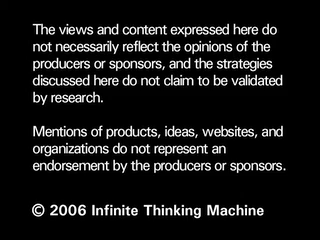 The views and content expressed here do
not necessarily reflect the opinions of the
producers or sponsors, and the strategies
discussed here do not claim to be validated
by research.
Mentions of products, ideas, websites, and
organizations do not represent an
endorsement by the producers or sponsors.
© 2006 Infinite Thinking Machine